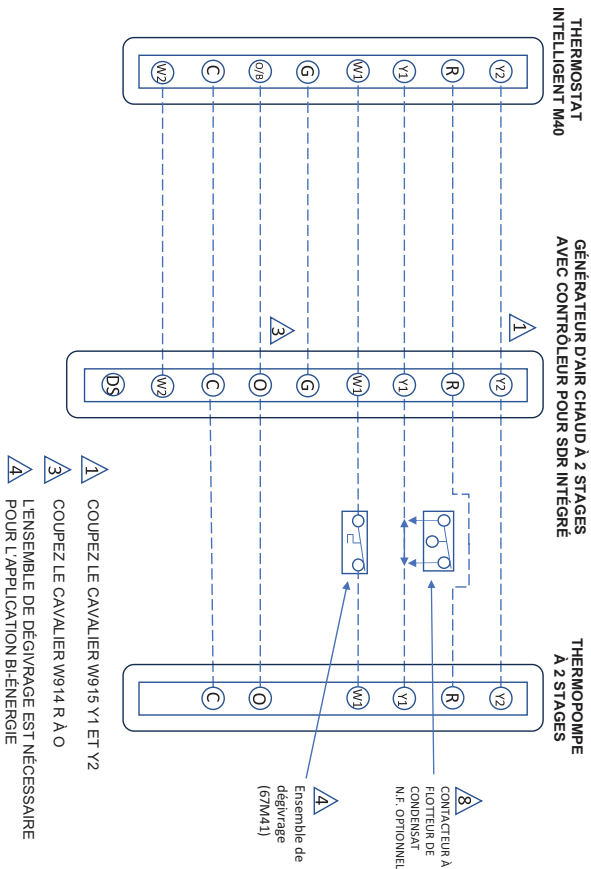 THERMOSTAT
INTELLIGENT M40
W2
C
O/B
G
W1
Y1
R
Y2
GÉNÉRATEUR D'AIR CHAUD À 2 STAGES
AVEC CONTRÔLEUR POUR SDR INTÉGRÉ
1
3
DS
W2
C
O
G
W1
Y1
R
Y2
THERMOPOMPE
À 2 STAGES
C
O
W1
Y1
R
Y2
8
CONTACTEUR À
FLOTTEUR DE
CONDENSAT
N.F. OPTIONNEL
4
Ensemble de
dégivrage
(67M41)
1 COUPEZ LE CAVALIER W915 Y1 ET Y2
3 COUPEZ LE CAVALIER W914 R À O
4 L'ENSEMBLE DE DÉGIVRAGE EST NÉCESSAIRE
POUR L'APPLICATION BI-ÉNERGIE